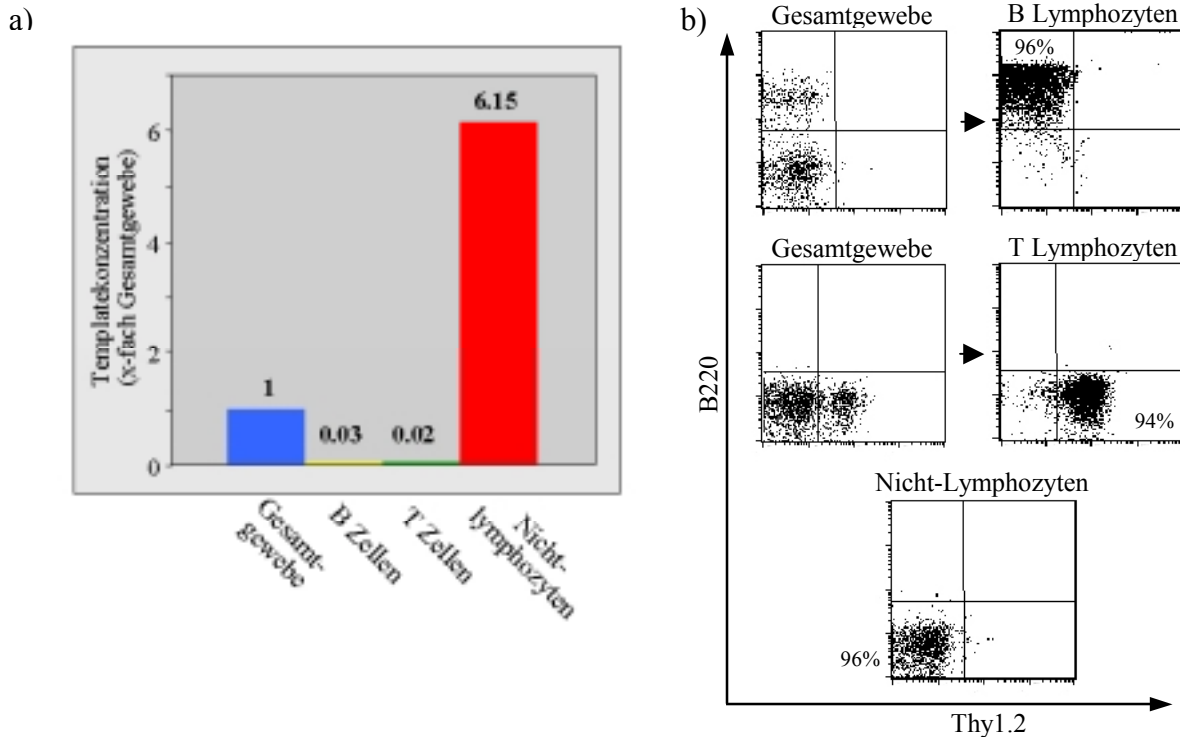 a)
Templatekonzentration
(x-fach Gesamtgewebe)
6
4
2
0
1
0.03
0.02
6.15
Gesamt-
gewebe
B Zellen
T Zellen
Nicht-
lymphozyten
b)
Gesamtgewebe
B Lymphozyten
96%
Gesamtgewebe
T Lymphozyten
94%
Nicht-Lymphozyten
96%
B220
Thy1.2